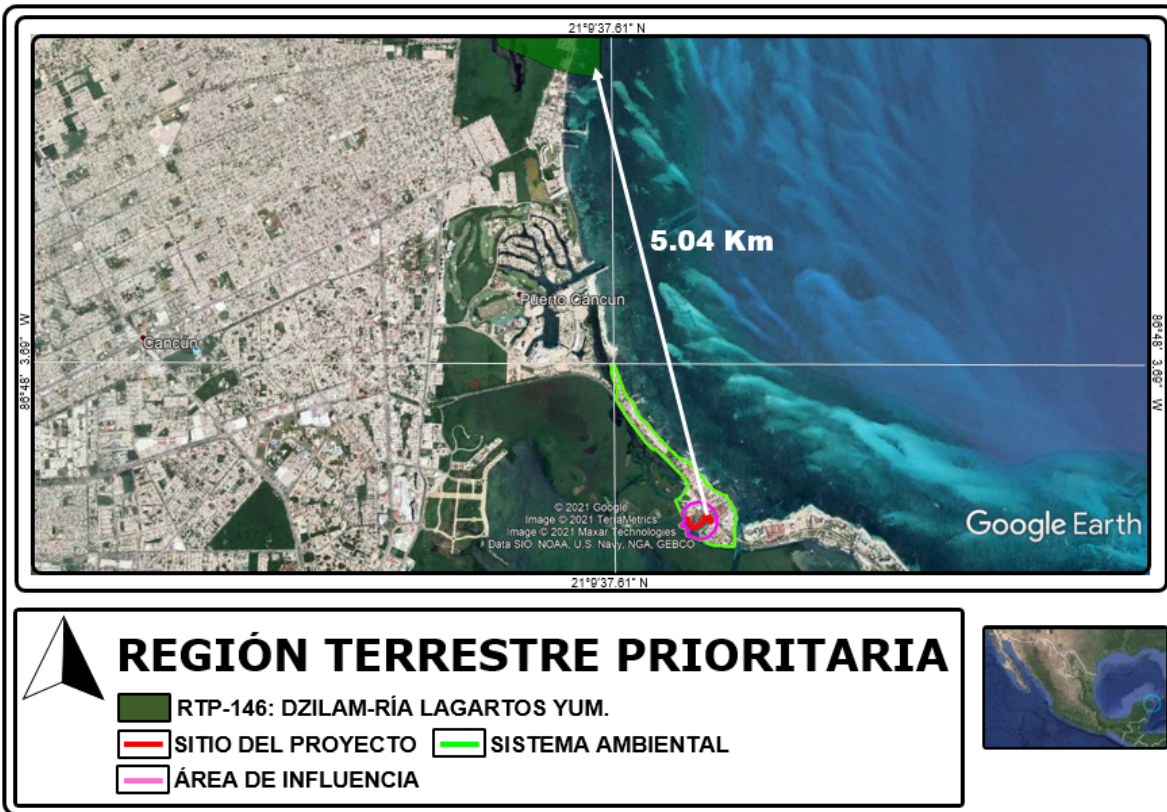 21°9'37.61" N
5.04 Km
Puerto Cáncun
Cancún
86°48' 3.69" W
86°48' 3.69" W
© 2021 Google
Image © 2021 TerraMetrics
Image © 2021 Maxar Technologies
Data SIO, NOAA, U.S. Navy, NGA, GEBCO
Google Earth
21°9'37.61" N
REGIÓN TERRESTRE PRIORITARIA
RTP-146: DZILAM-RÍA LAGARTOS YUM.
SITIO DEL PROYECTO SISTEMA AMBIENTAL
ÁREA DE INFLUENCIA